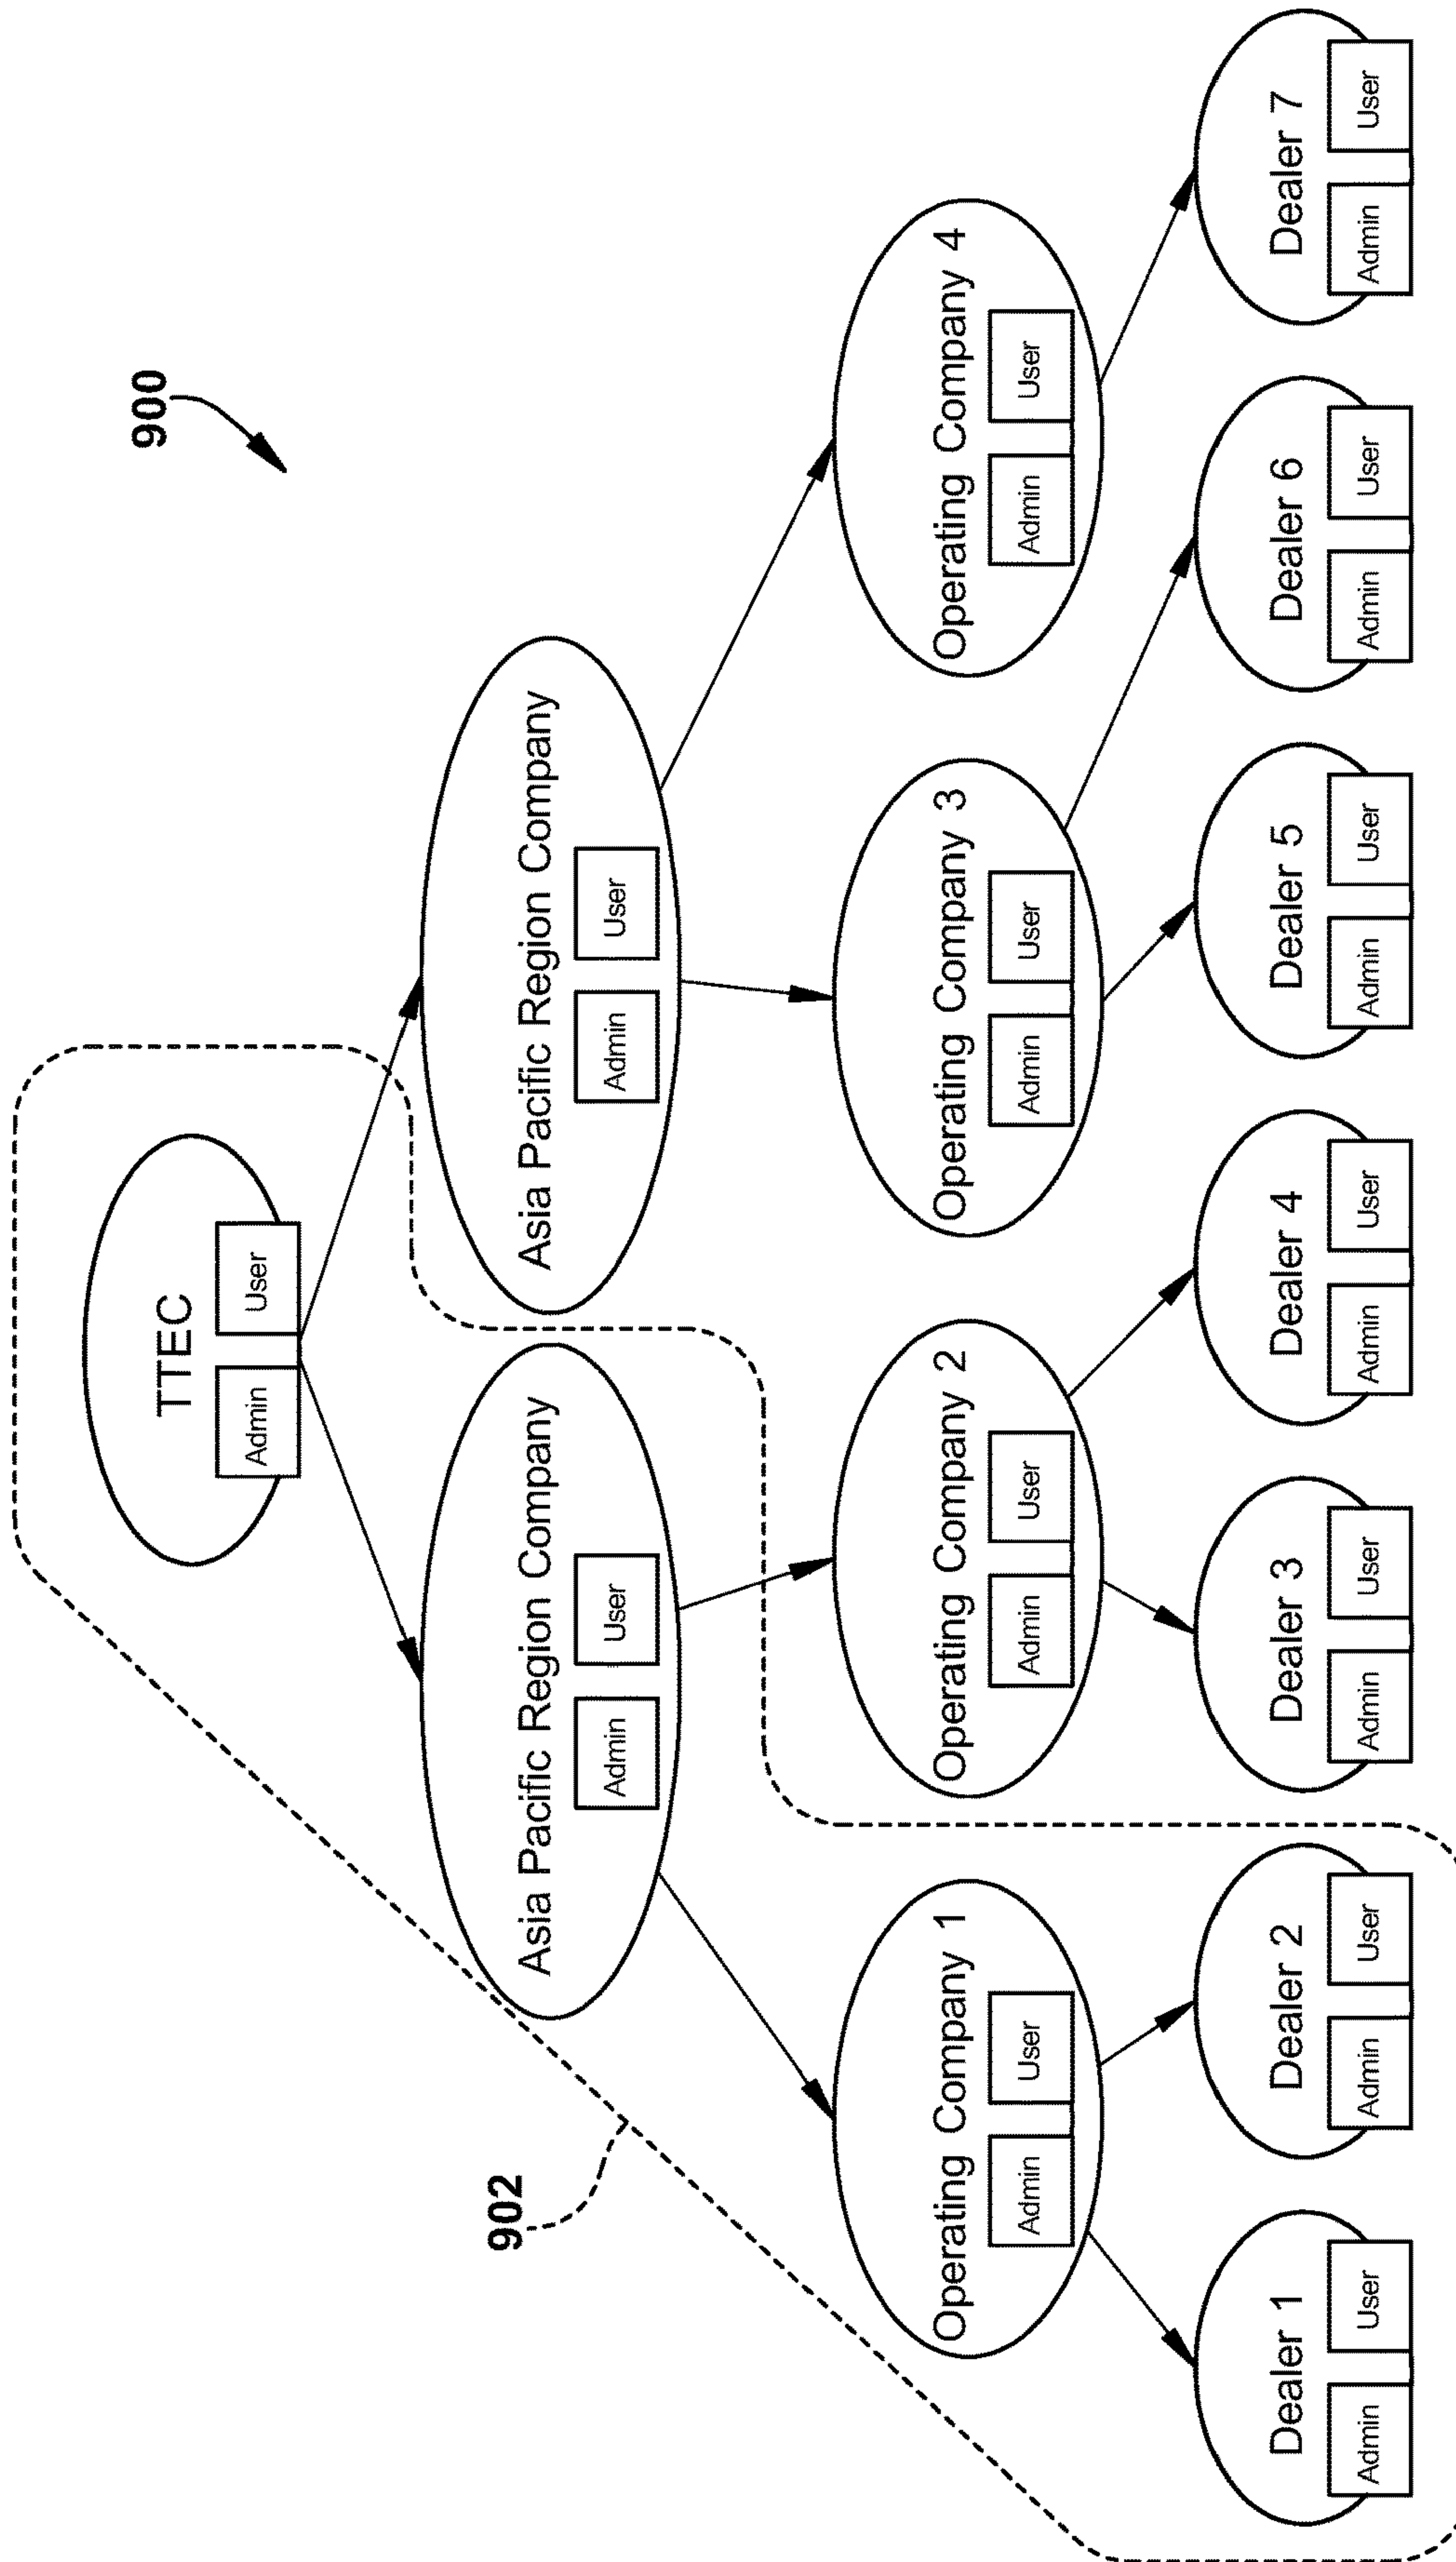 900
TTEC
Admin
User
902
Asia Pacific Region Company
Admin
User
Asia Pacific Region Company
Admin
User
Operating Company 1
Admin
User
Operating Company 2
Admin
User
Operating Company 3
Admin
User
Operating Company 4
Admin
User
Dealer 1
Admin
User
Dealer 2
Admin
User
Dealer 3
Admin
User
Dealer 4
Admin
User
Dealer 5
Admin
User
Dealer 6
Admin
User
Dealer 7
Admin
User